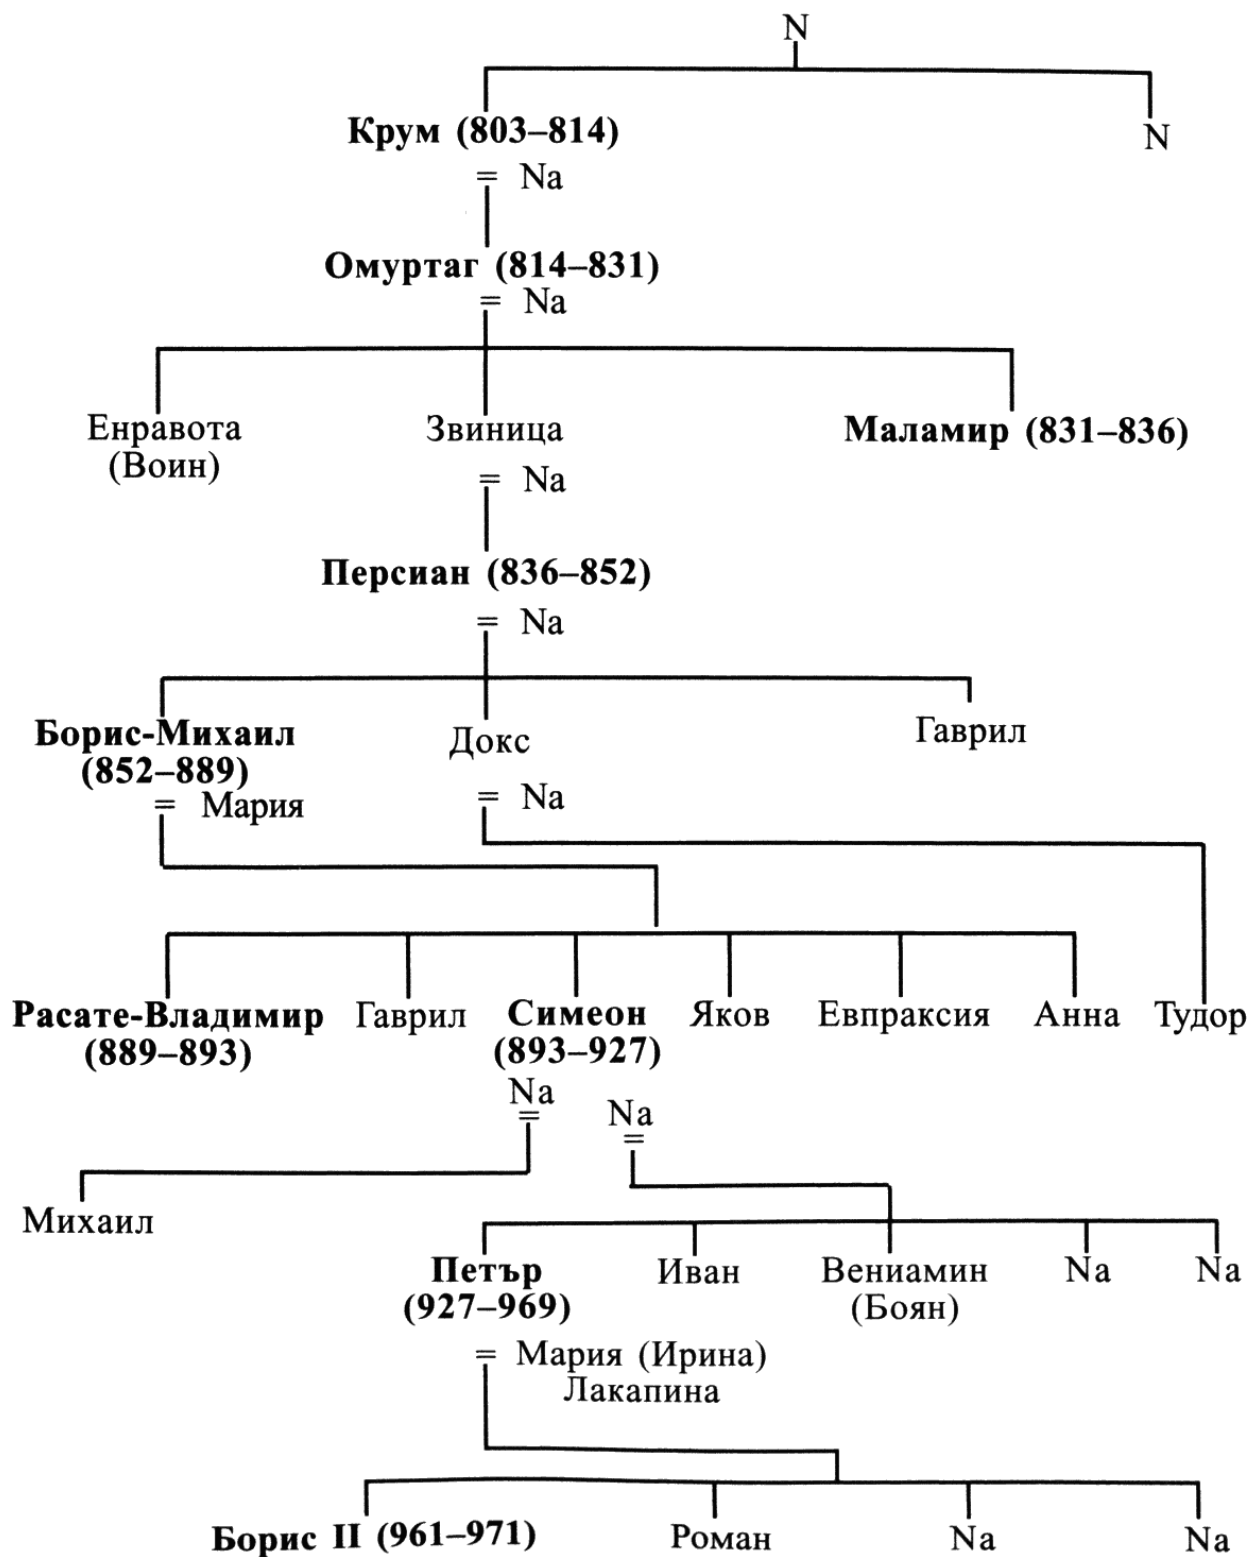 N
Крум (803–814)
N
= Na
Омуртаг (814–831)
= Na
Енравота
(Воин)
Звиница
Маламир (831–836)
= Na
Персиан (836–852)
= Na
Борис-Михаил
(852–889)
Докс
Гаврил
= Мария
= Na
Расате-Владимир
(889–893)
Гаврил
Симеон
(893–927)
Яков
Евпраксия
Анна
Тудор
Na
=
Na
=
Михаил
Петър
(927–969)
Иван
Вениамин
(Боян)
Na
Na
= Мария (Ирина)
Лакапина
Борис II (961–971)
Роман
Na
Na